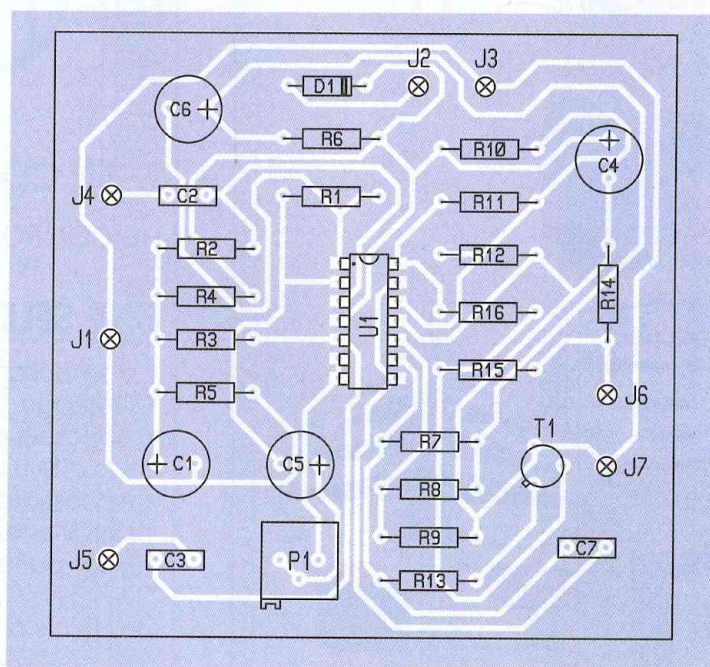 J2
J3
D1
C6
+
R6
R10
+
C4
J4
C2
R1
R11
R2
R12
R4
U1
R14
R16
J1
R3
R15
R5
J6
T1
R7
+ C1
C5 +
J7
R8
R9
C7
J5
C3
P1
R13